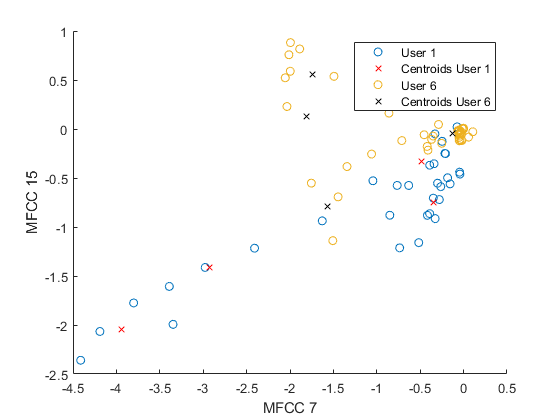 1
0.5
0
-0.5
-1
-1.5
-2
-2.5
MFCC 15
User 1
Centroids User 1
User 6
Centroids User 6
-4.5 -4 -3.5 -3 -2.5 -2 -1.5 -1 -0.5 0 0.5
MFCC 7